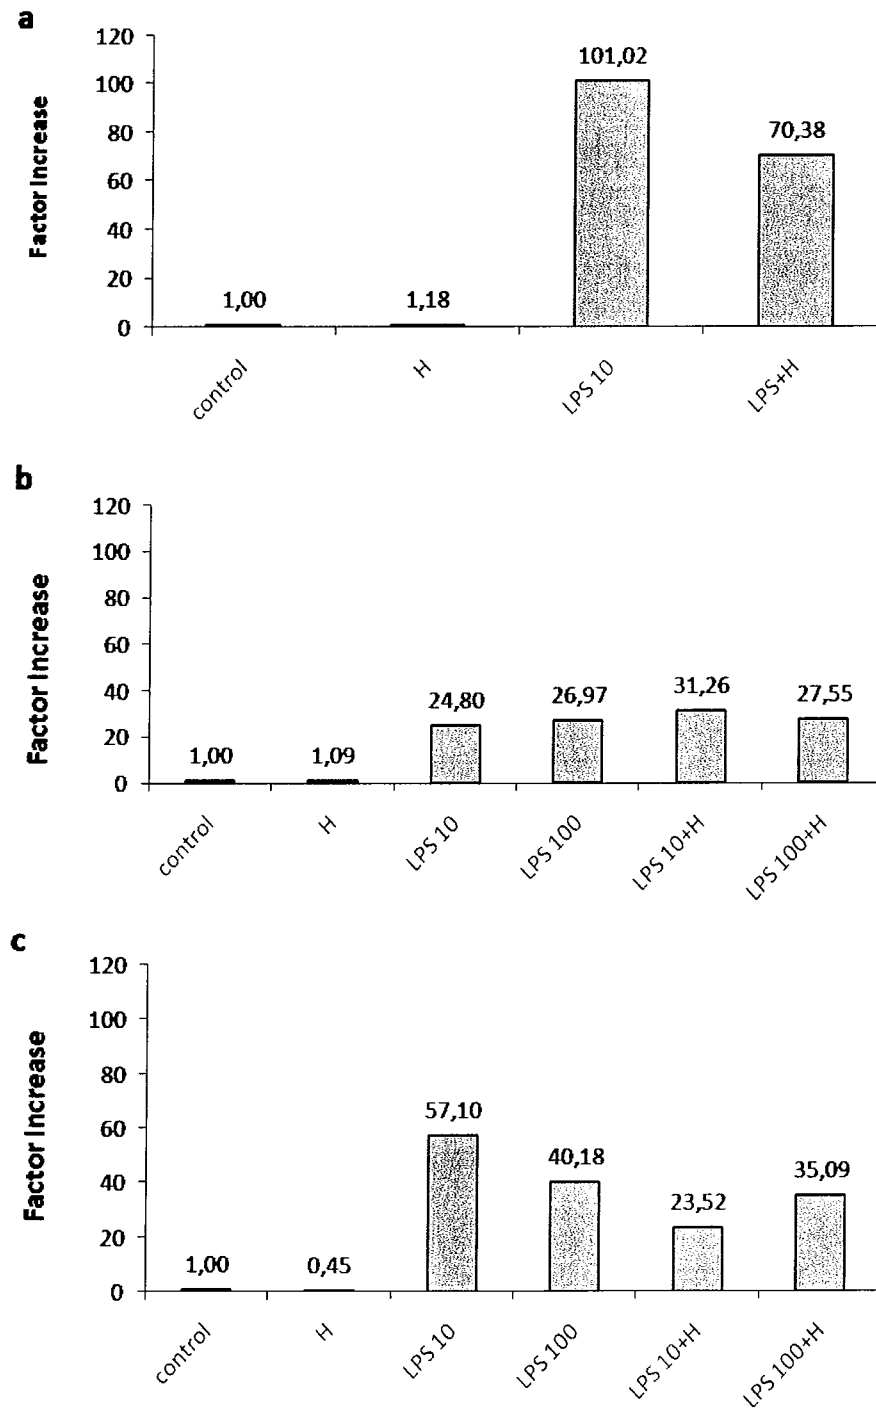 a
Factor Increase
120
100
80
60
40
20
0
1,00
1,18
101,02
70,38
control
H
LPS 10
LPS+H
b
Factor Increase
120
100
80
60
40
20
0
1,00
1,09
24,80
26,97
31,26
27,55
control
H
LPS 10
LPS 100
LPS 10+H
LPS 100+H
c
Factor Increase
120
100
80
60
40
20
0
1,00
0,45
57,10
40,18
23,52
35,09
control
H
LPS 10
LPS 100
LPS 10+H
LPS 100+H